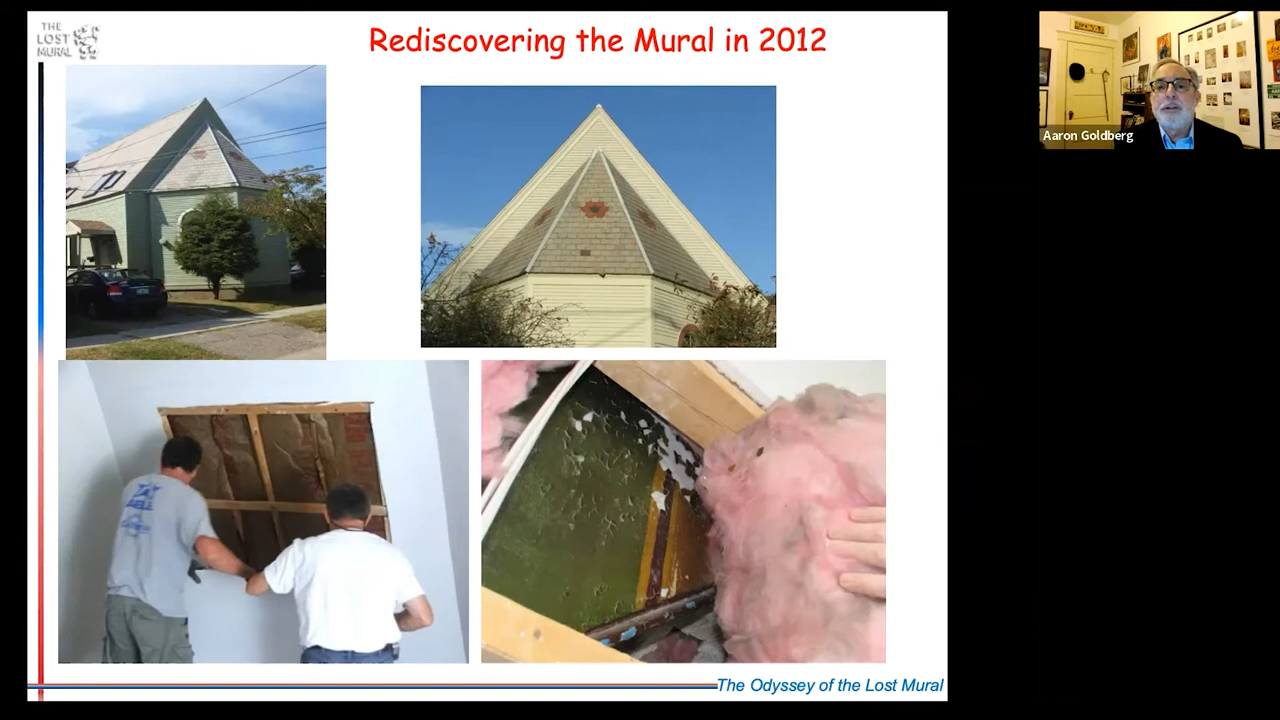 THE
LOST
MURAL
Rediscovering the Mural in 2012
Aaron Goldberg
The Odyssey of the Lost Mural